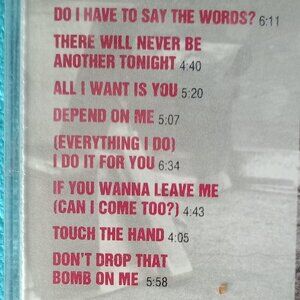 DO I HAVE TO SAY THE WORDS? 6:11
THERE WILL NEVER BE
ANOTHER TONIGHT 4:40
ALL I WANT IS YOU 5:20
DEPEND ON ME 5:07
(EVERYTHING I DO)
I DO IT FOR YOU 6:34
IF YOU WANNA LEAVE ME
(CAN I COME TOO?) 4:43
TOUCH THE HAND 4:05
DON'T DROP THAT
BOMB ON ME 5:58